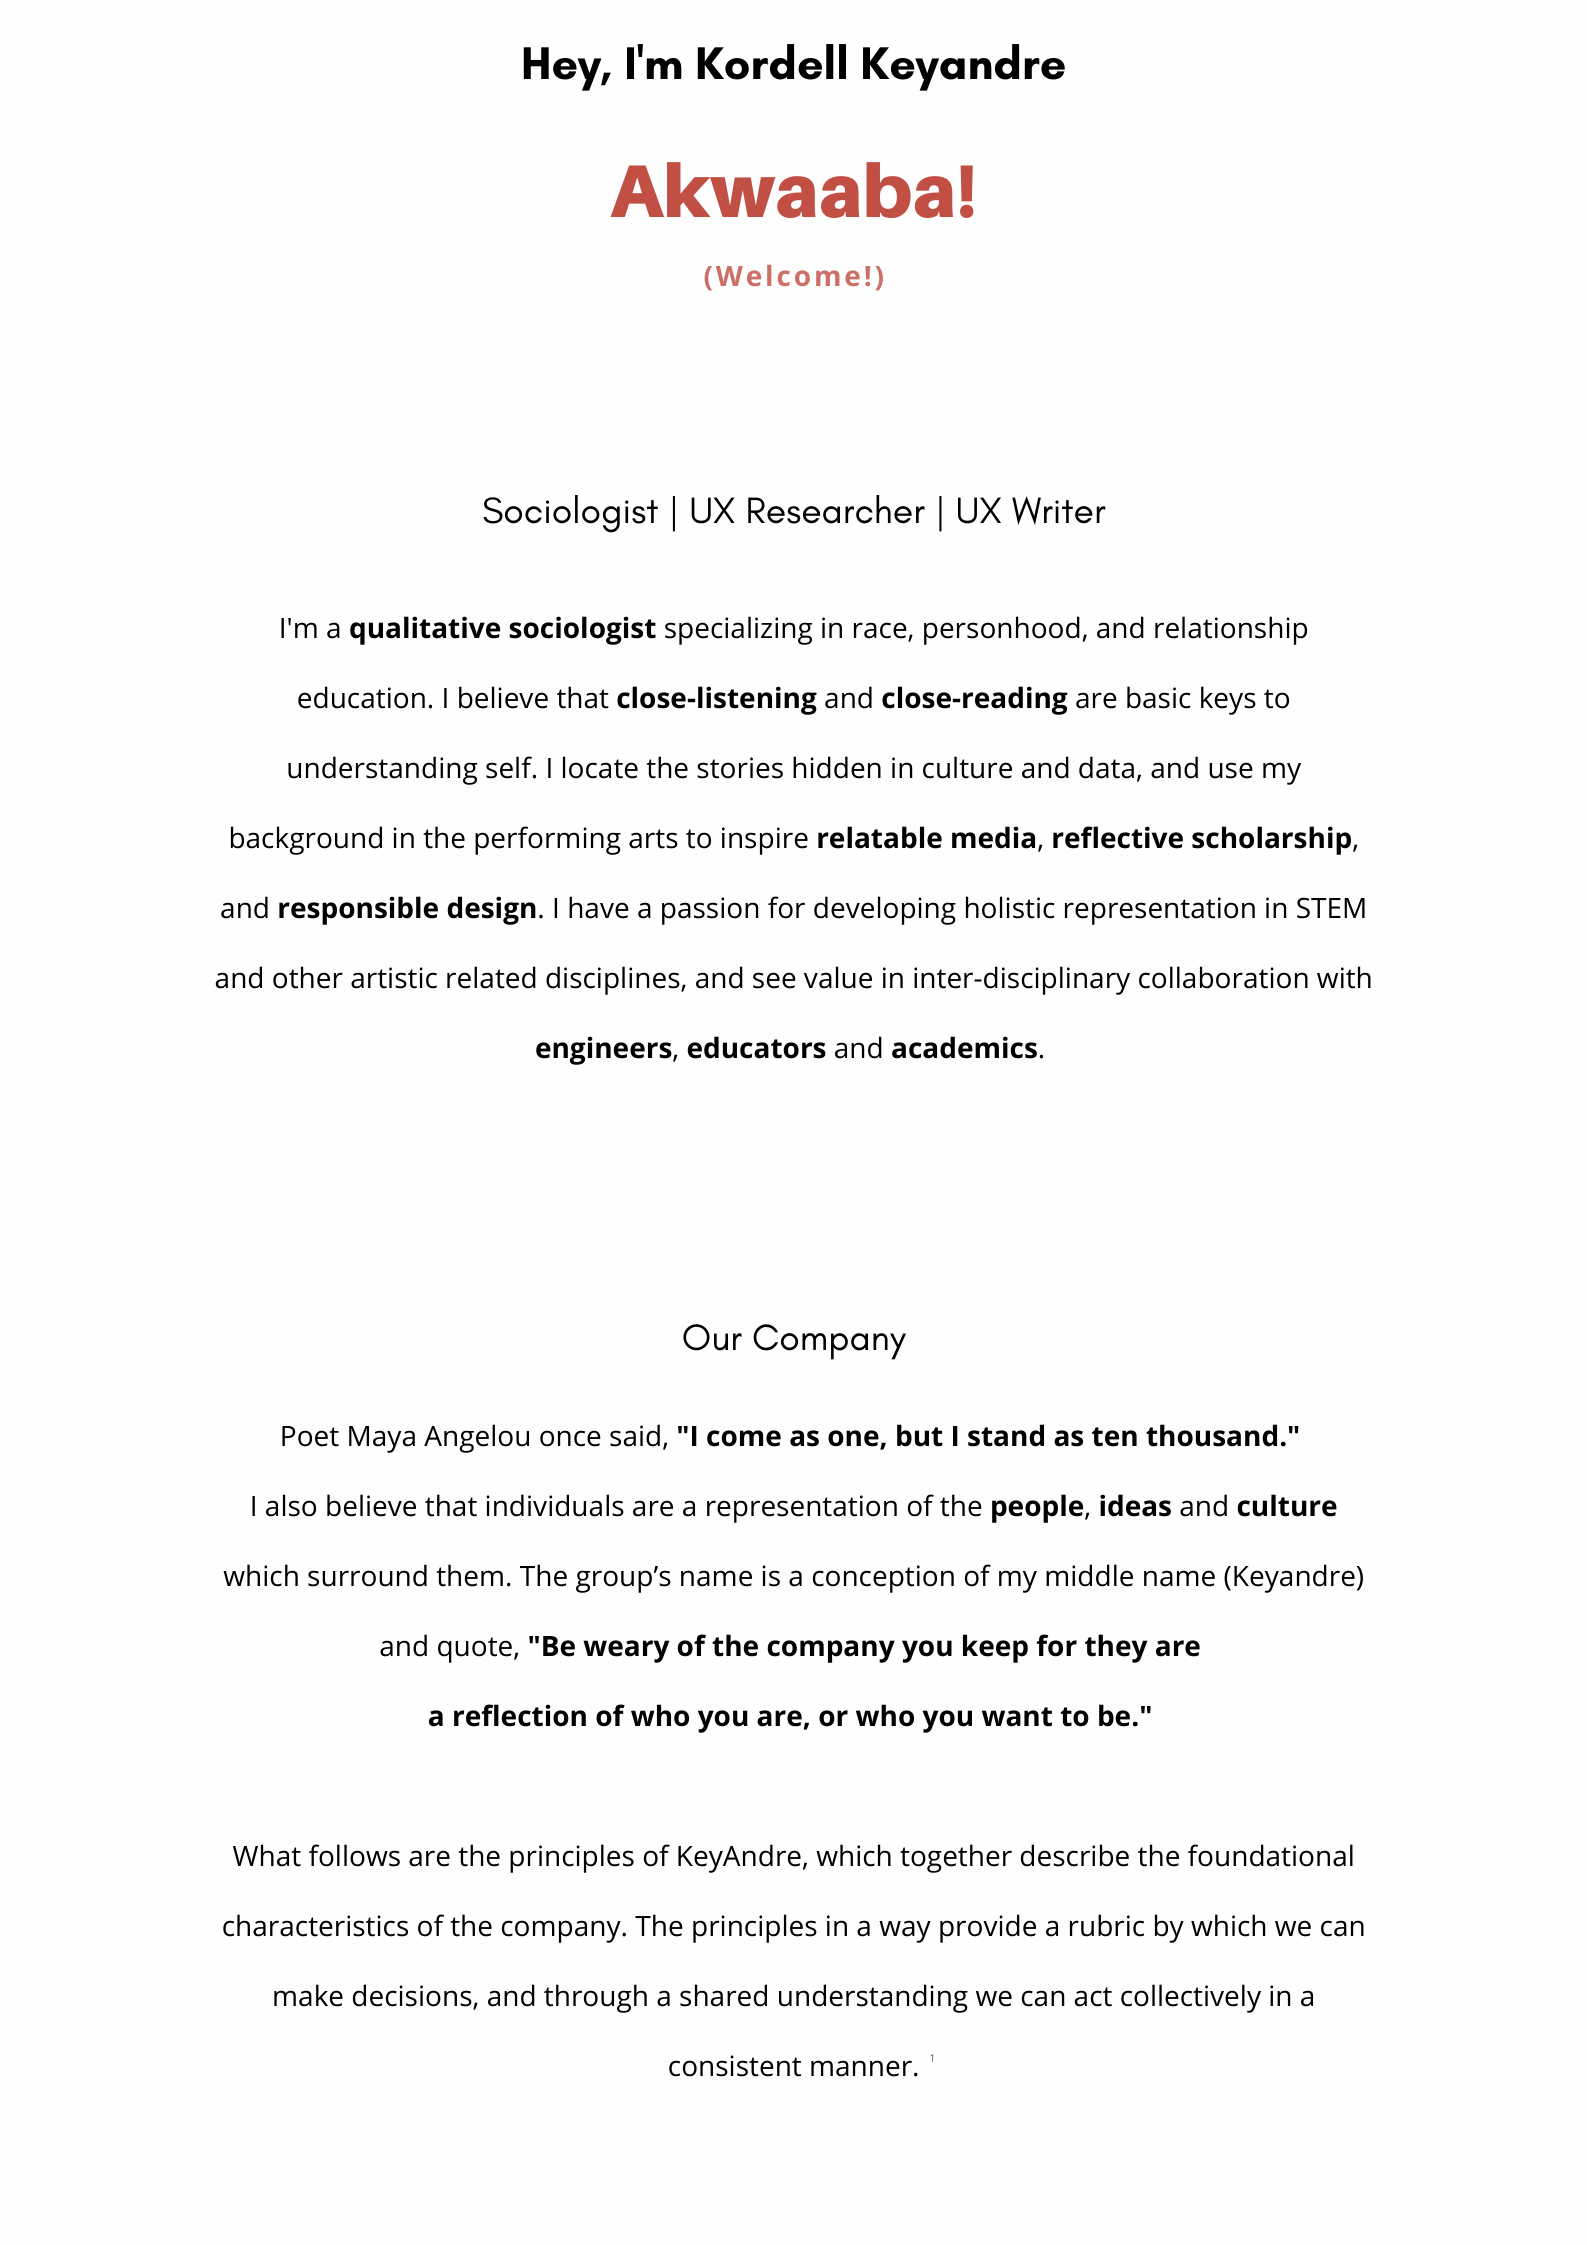 Hey, I'm Kordell Keyandre
Akwaaba!
(Welcome!)
Sociologist | UX Researcher | UX Writer
I'm a qualitative sociologist specializing in race, personhood, and relationship
education. I believe that close-listening and close-reading are basic keys to
understanding self. I locate the stories hidden in culture and data, and use my
background in the performing arts to inspire relatable media, reflective scholarship,
and responsible design. I have a passion for developing holistic representation in STEM
and other artistic related disciplines, and see value in inter-disciplinary collaboration with
engineers, educators and academics.
Our Company
Poet Maya Angelou once said, "I come as one, but I stand as ten thousand."
I also believe that individuals are a representation of the people, ideas and culture
which surround them. The group’s name is a conception of my middle name (Keyandre)
and quote, "Be weary of the company you keep for they are
a reflection of who you are, or who you want to be."
What follows are the principles of KeyAndre, which together describe the foundational
characteristics of the company. The principles in a way provide a rubric by which we can
make decisions, and through a shared understanding we can act collectively in a
consistent manner. 1